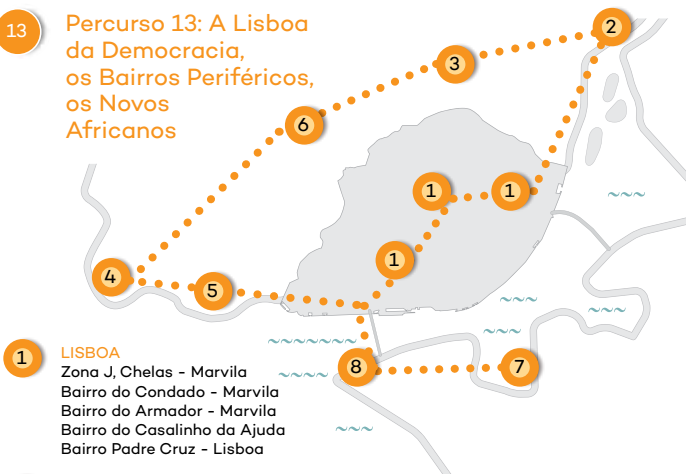 13
Percurso 13: A Lisboa
da Democracia,
os Bairros Periféricos,
os Novos
Africanos
2
3
6
1
1
1
4
5
8
7
1
LISBOA
Zona J, Chelas - Marvila
Bairro do Condado - Marvila
Bairro do Armador - Marvila
Bairro do Casalinho da Ajuda
Bairro Padre Cruz - Lisboa